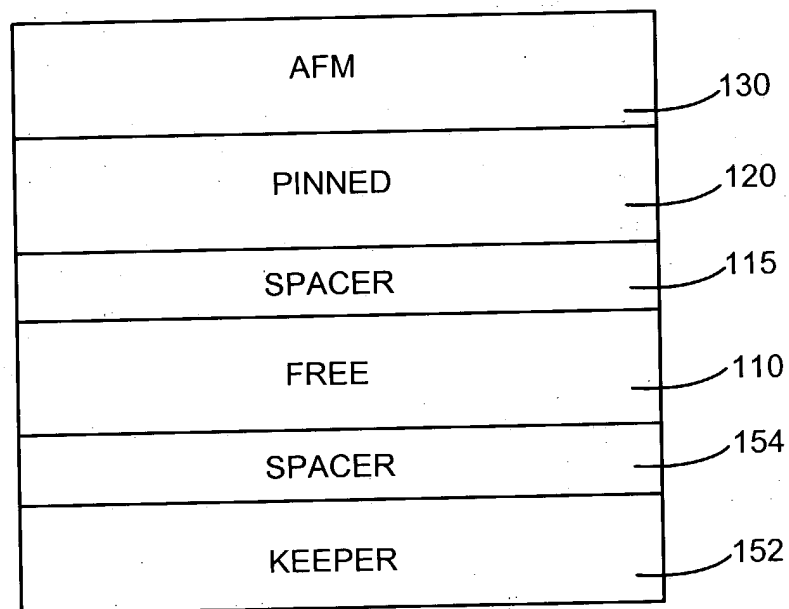 AFM
130
PINNED
120
SPACER
115
FREE
110
SPACER
154
KEEPER
152